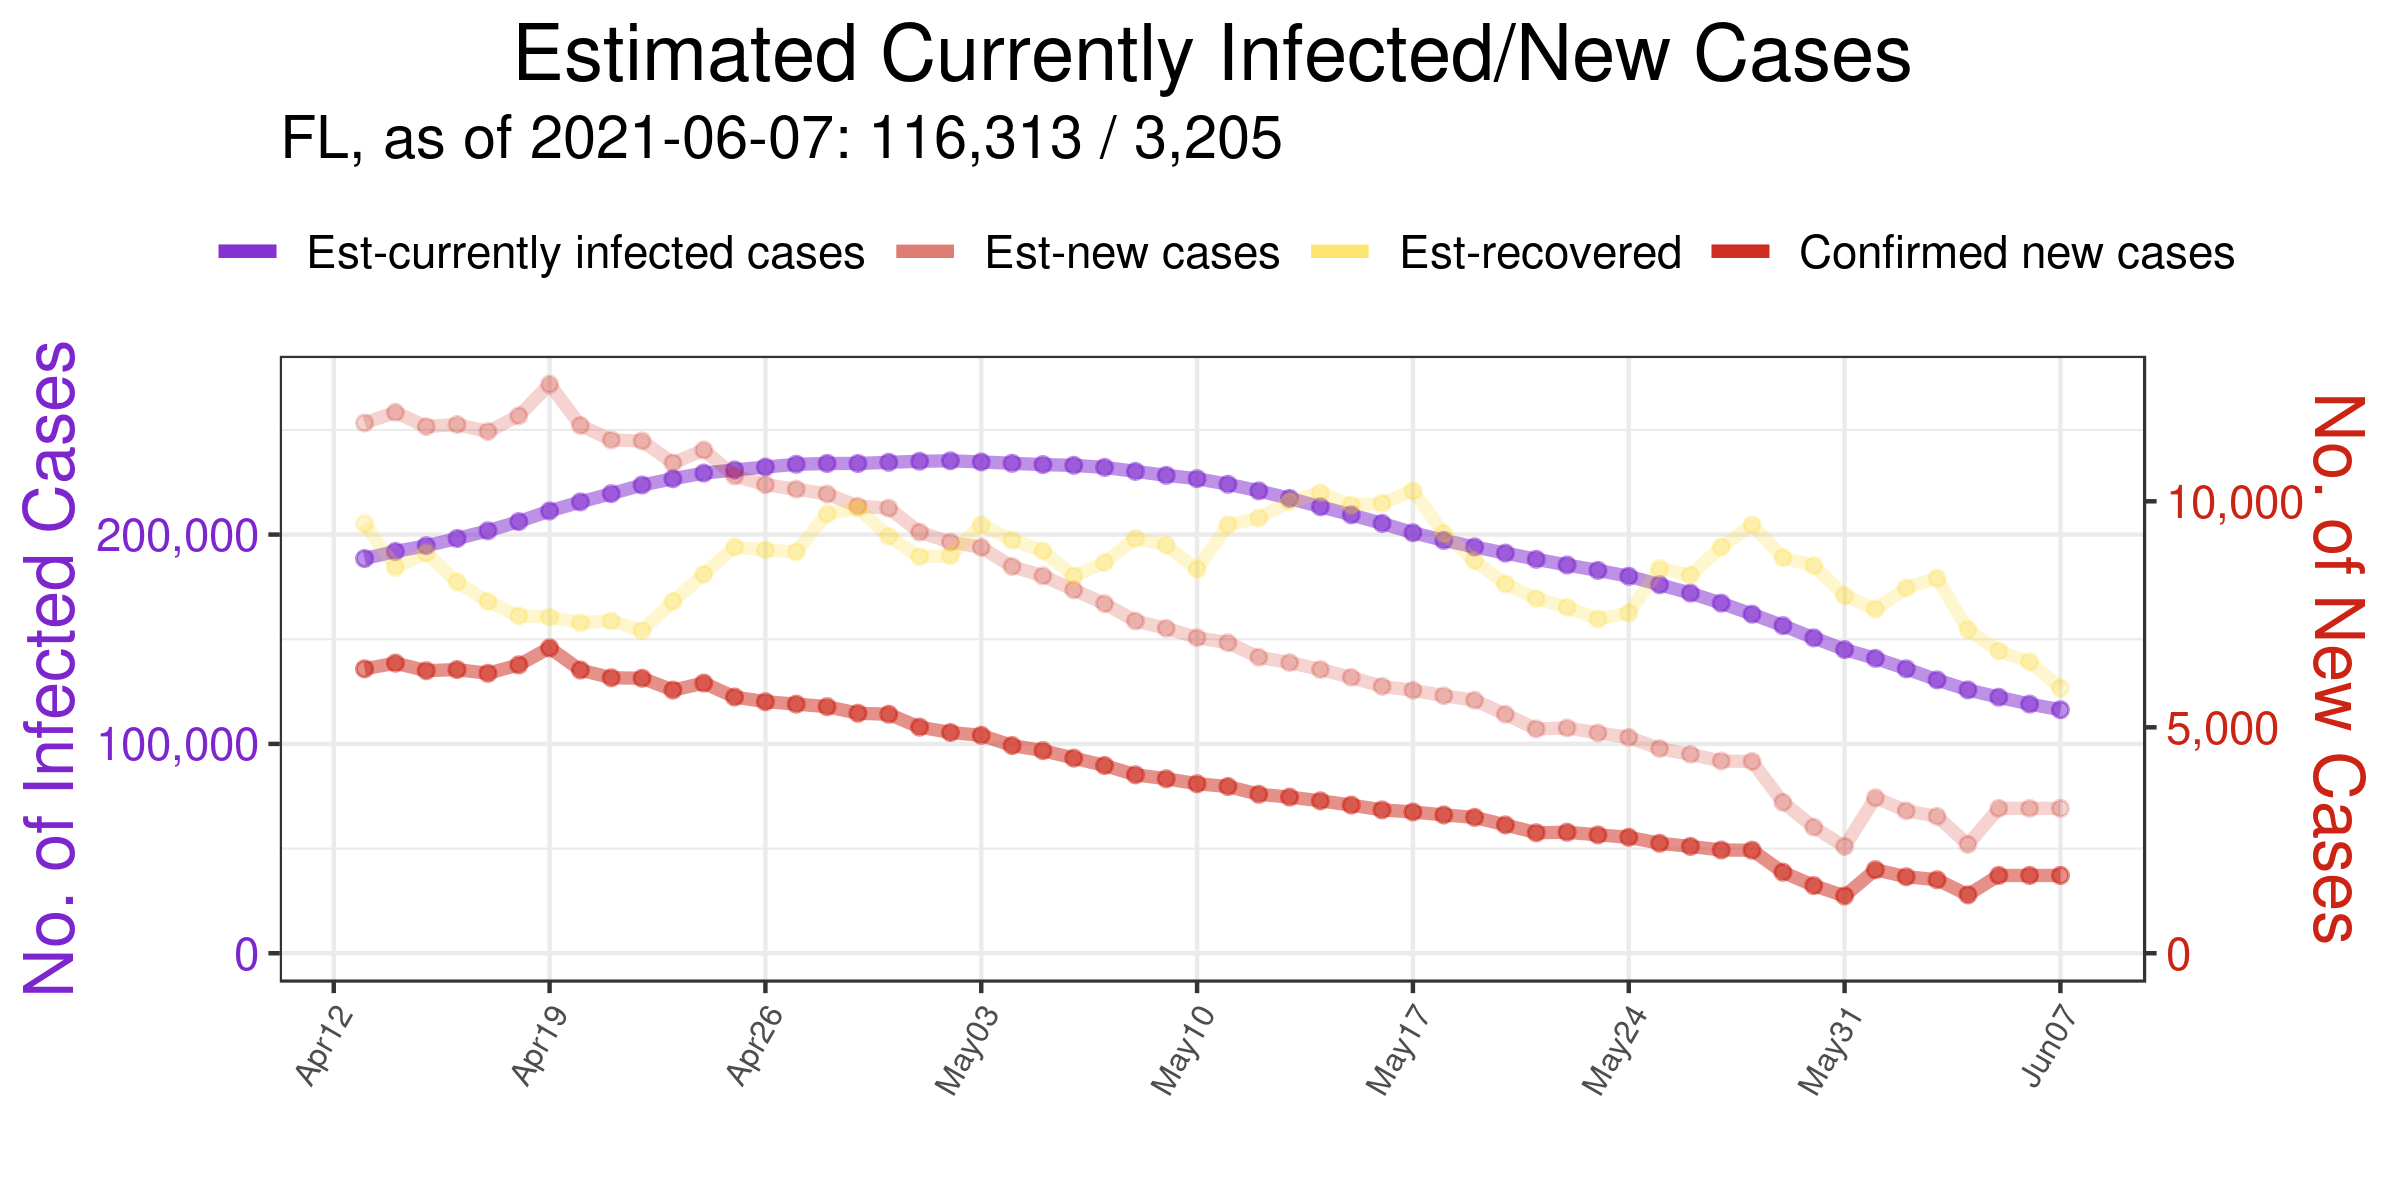 Estimated Currently Infected/New Cases
FL, as of 2021-06-07: 116,313 / 3,205
Est-currently infected cases Est-new cases Est-recovered Confirmed new cases
No. of Infected Cases
200,000
100,000
0
10,000
5,000
0
No. of New Cases
Apr12 Apr19 Apr26 May03 May10 May17 May24 May31 Jun07